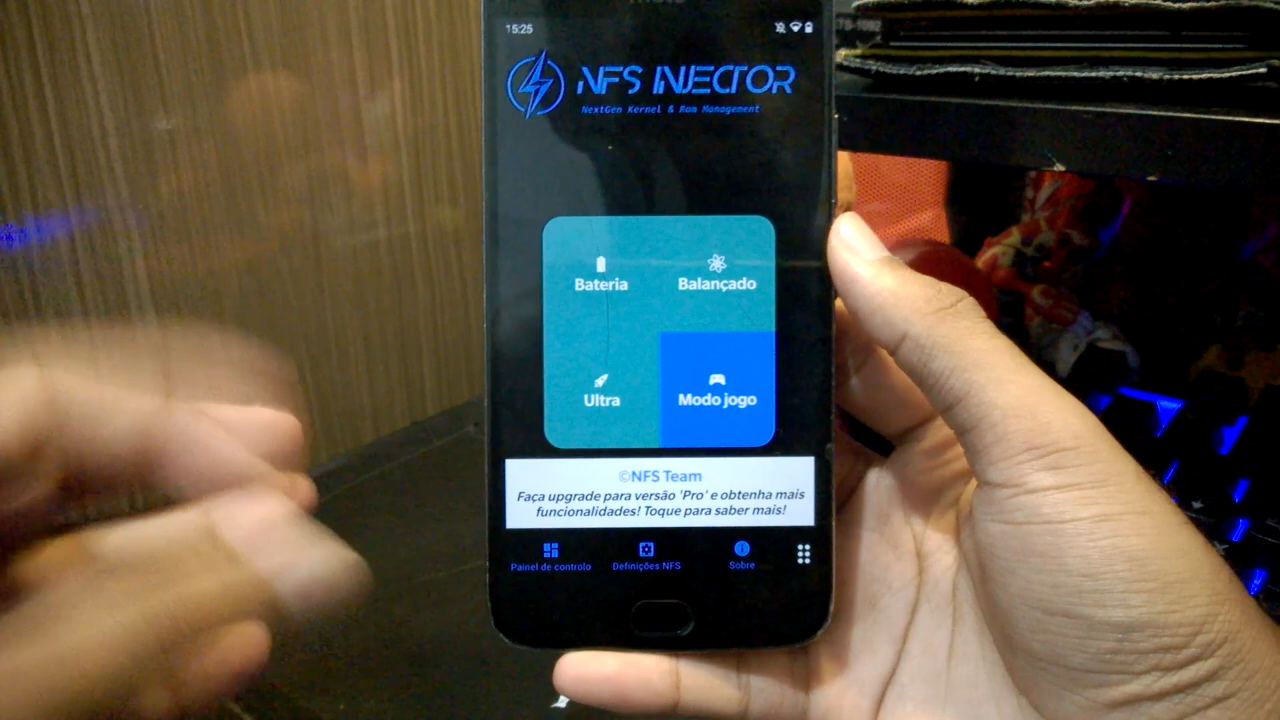 15:25
NFS INJECTOR
NextGen Kernel & Ram Management
Bateria
Balançado
Ultra
Modo jogo
©NFS Team
Faça upgrade para versão 'Pro' e obtenha mais
funcionalidades! Toque para saber mais!
Painel de controlo
Definições NFS
Sobre